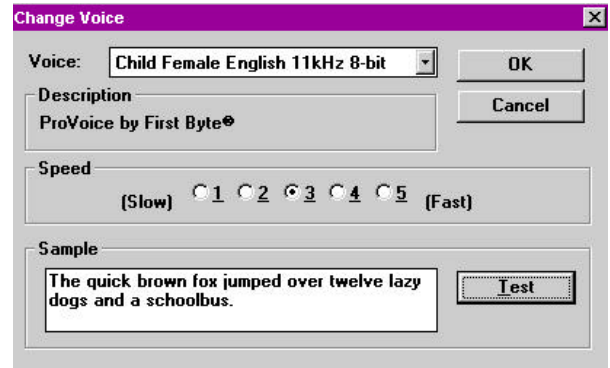 Change Voice
Voice: Child Female English 11kHz 8-bit OK
Description
ProVoice by First Byte® Cancel
Speed
(Slow) 1 2 3 4 5 (Fast)
Sample
The quick brown fox jumped over twelve lazy
dogs and a schoolbus.
Test